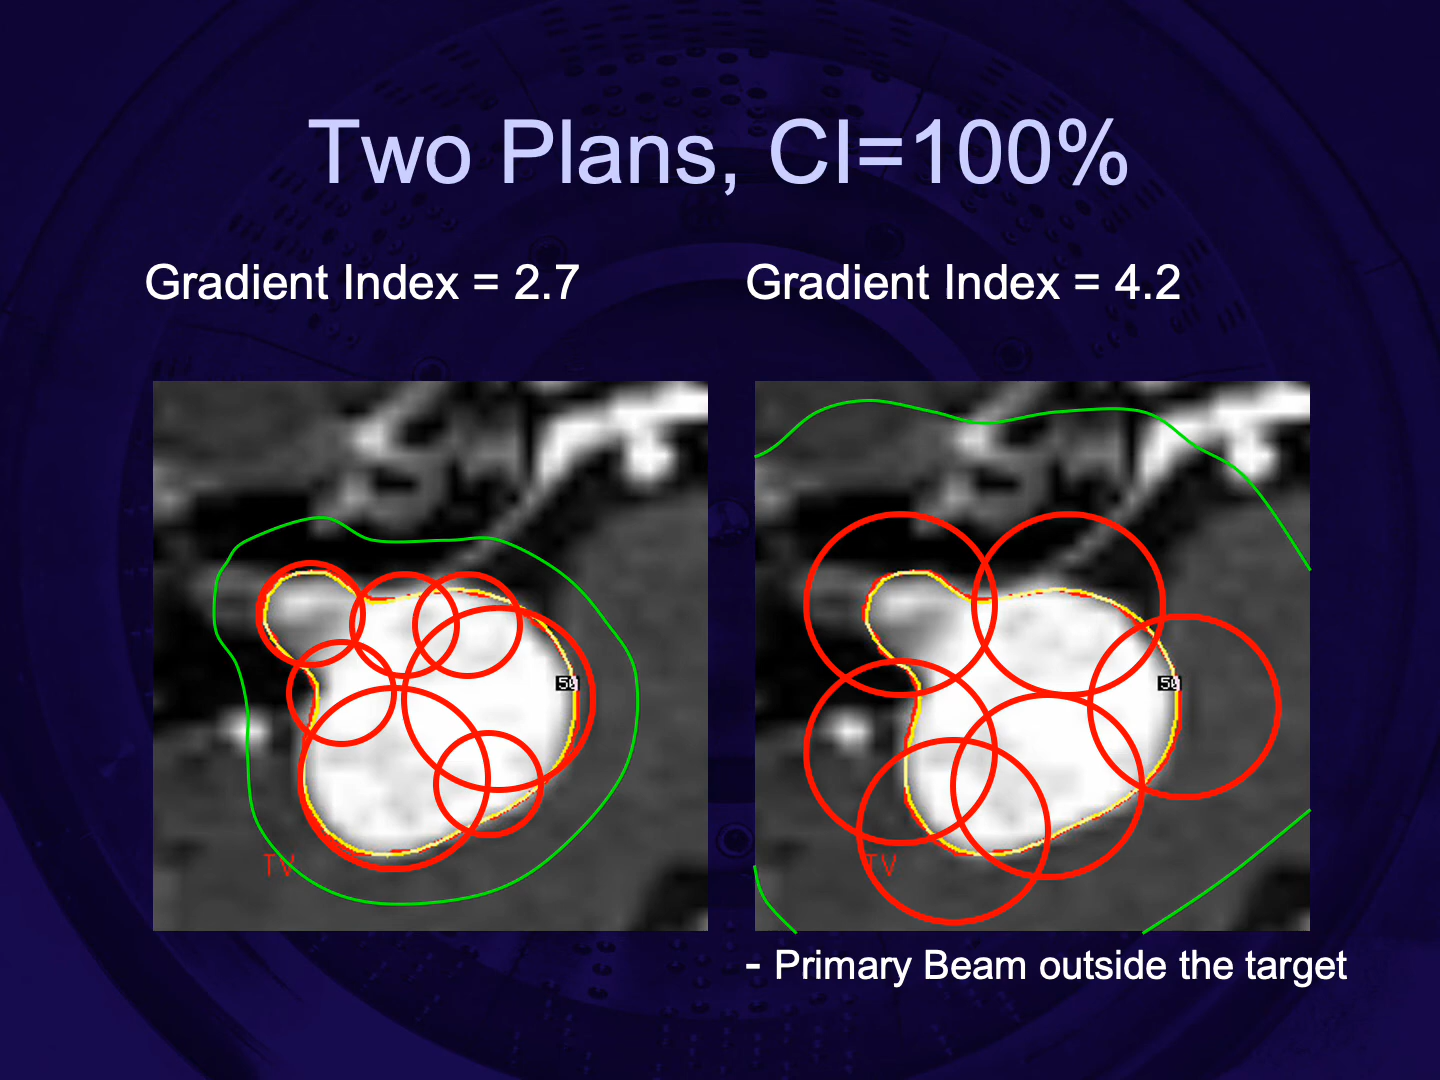 Two Plans, CI=100%
Gradient Index = 2.7
Gradient Index = 4.2
50
TV
50
TV
- Primary Beam outside the target